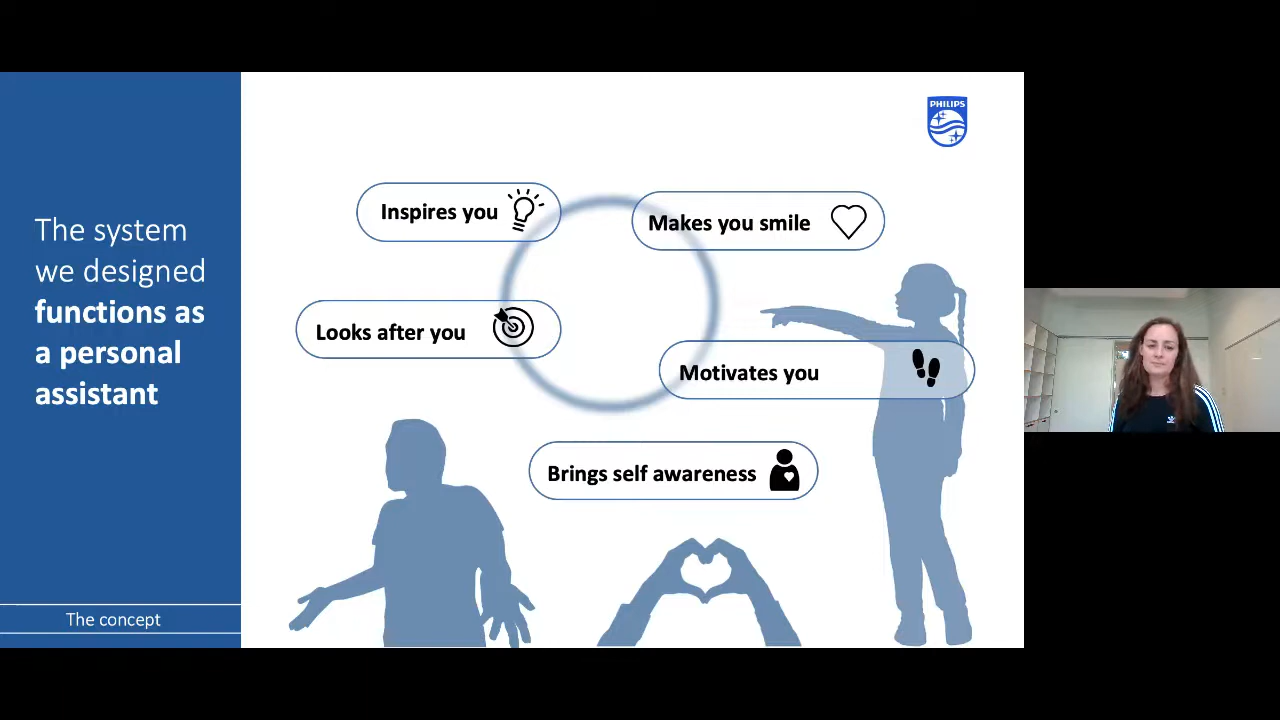 The system
we designed
functions as
a personal
assistant
The concept
PHILIPS
Inspires you
Makes you smile
Looks after you
Motivates you
Brings self awareness